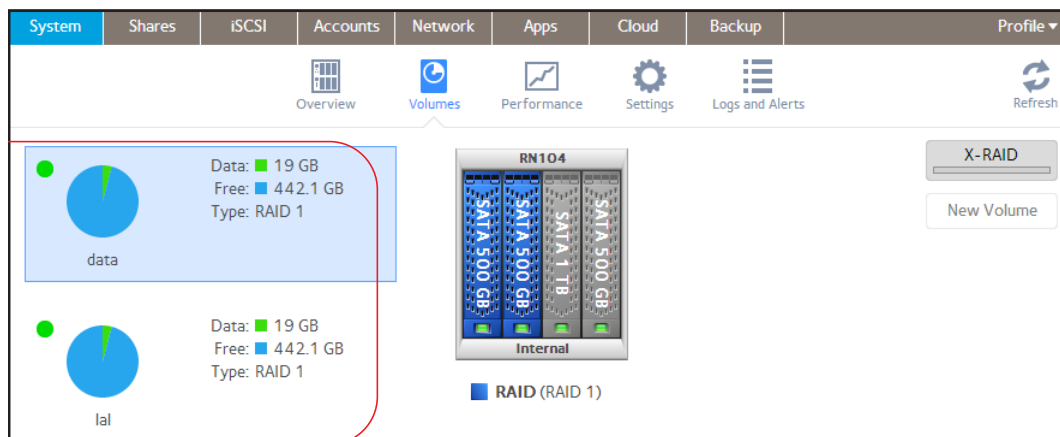 System Shares iSCSI Accounts Network Apps Cloud Backup Profile
Overview Volumes Performance Settings Logs and Alerts Refresh
Data: 19 GB
Free: 442.1 GB
Type: RAID 1
data
Data: 19 GB
Free: 442.1 GB
Type: RAID 1
lal
RN104
SATA 500 GB
SATA 500 GB
SATA 1 TB
SATA 500 GB
Internal
RAID (RAID 1)
X-RAID
New Volume